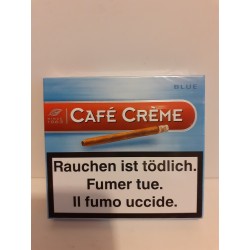 BLUE
CAFÉ CRÈME
Rauchen ist tödlich.
Fumer tue.
Il fumo uccide.